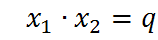 x₁ · x₂ = q